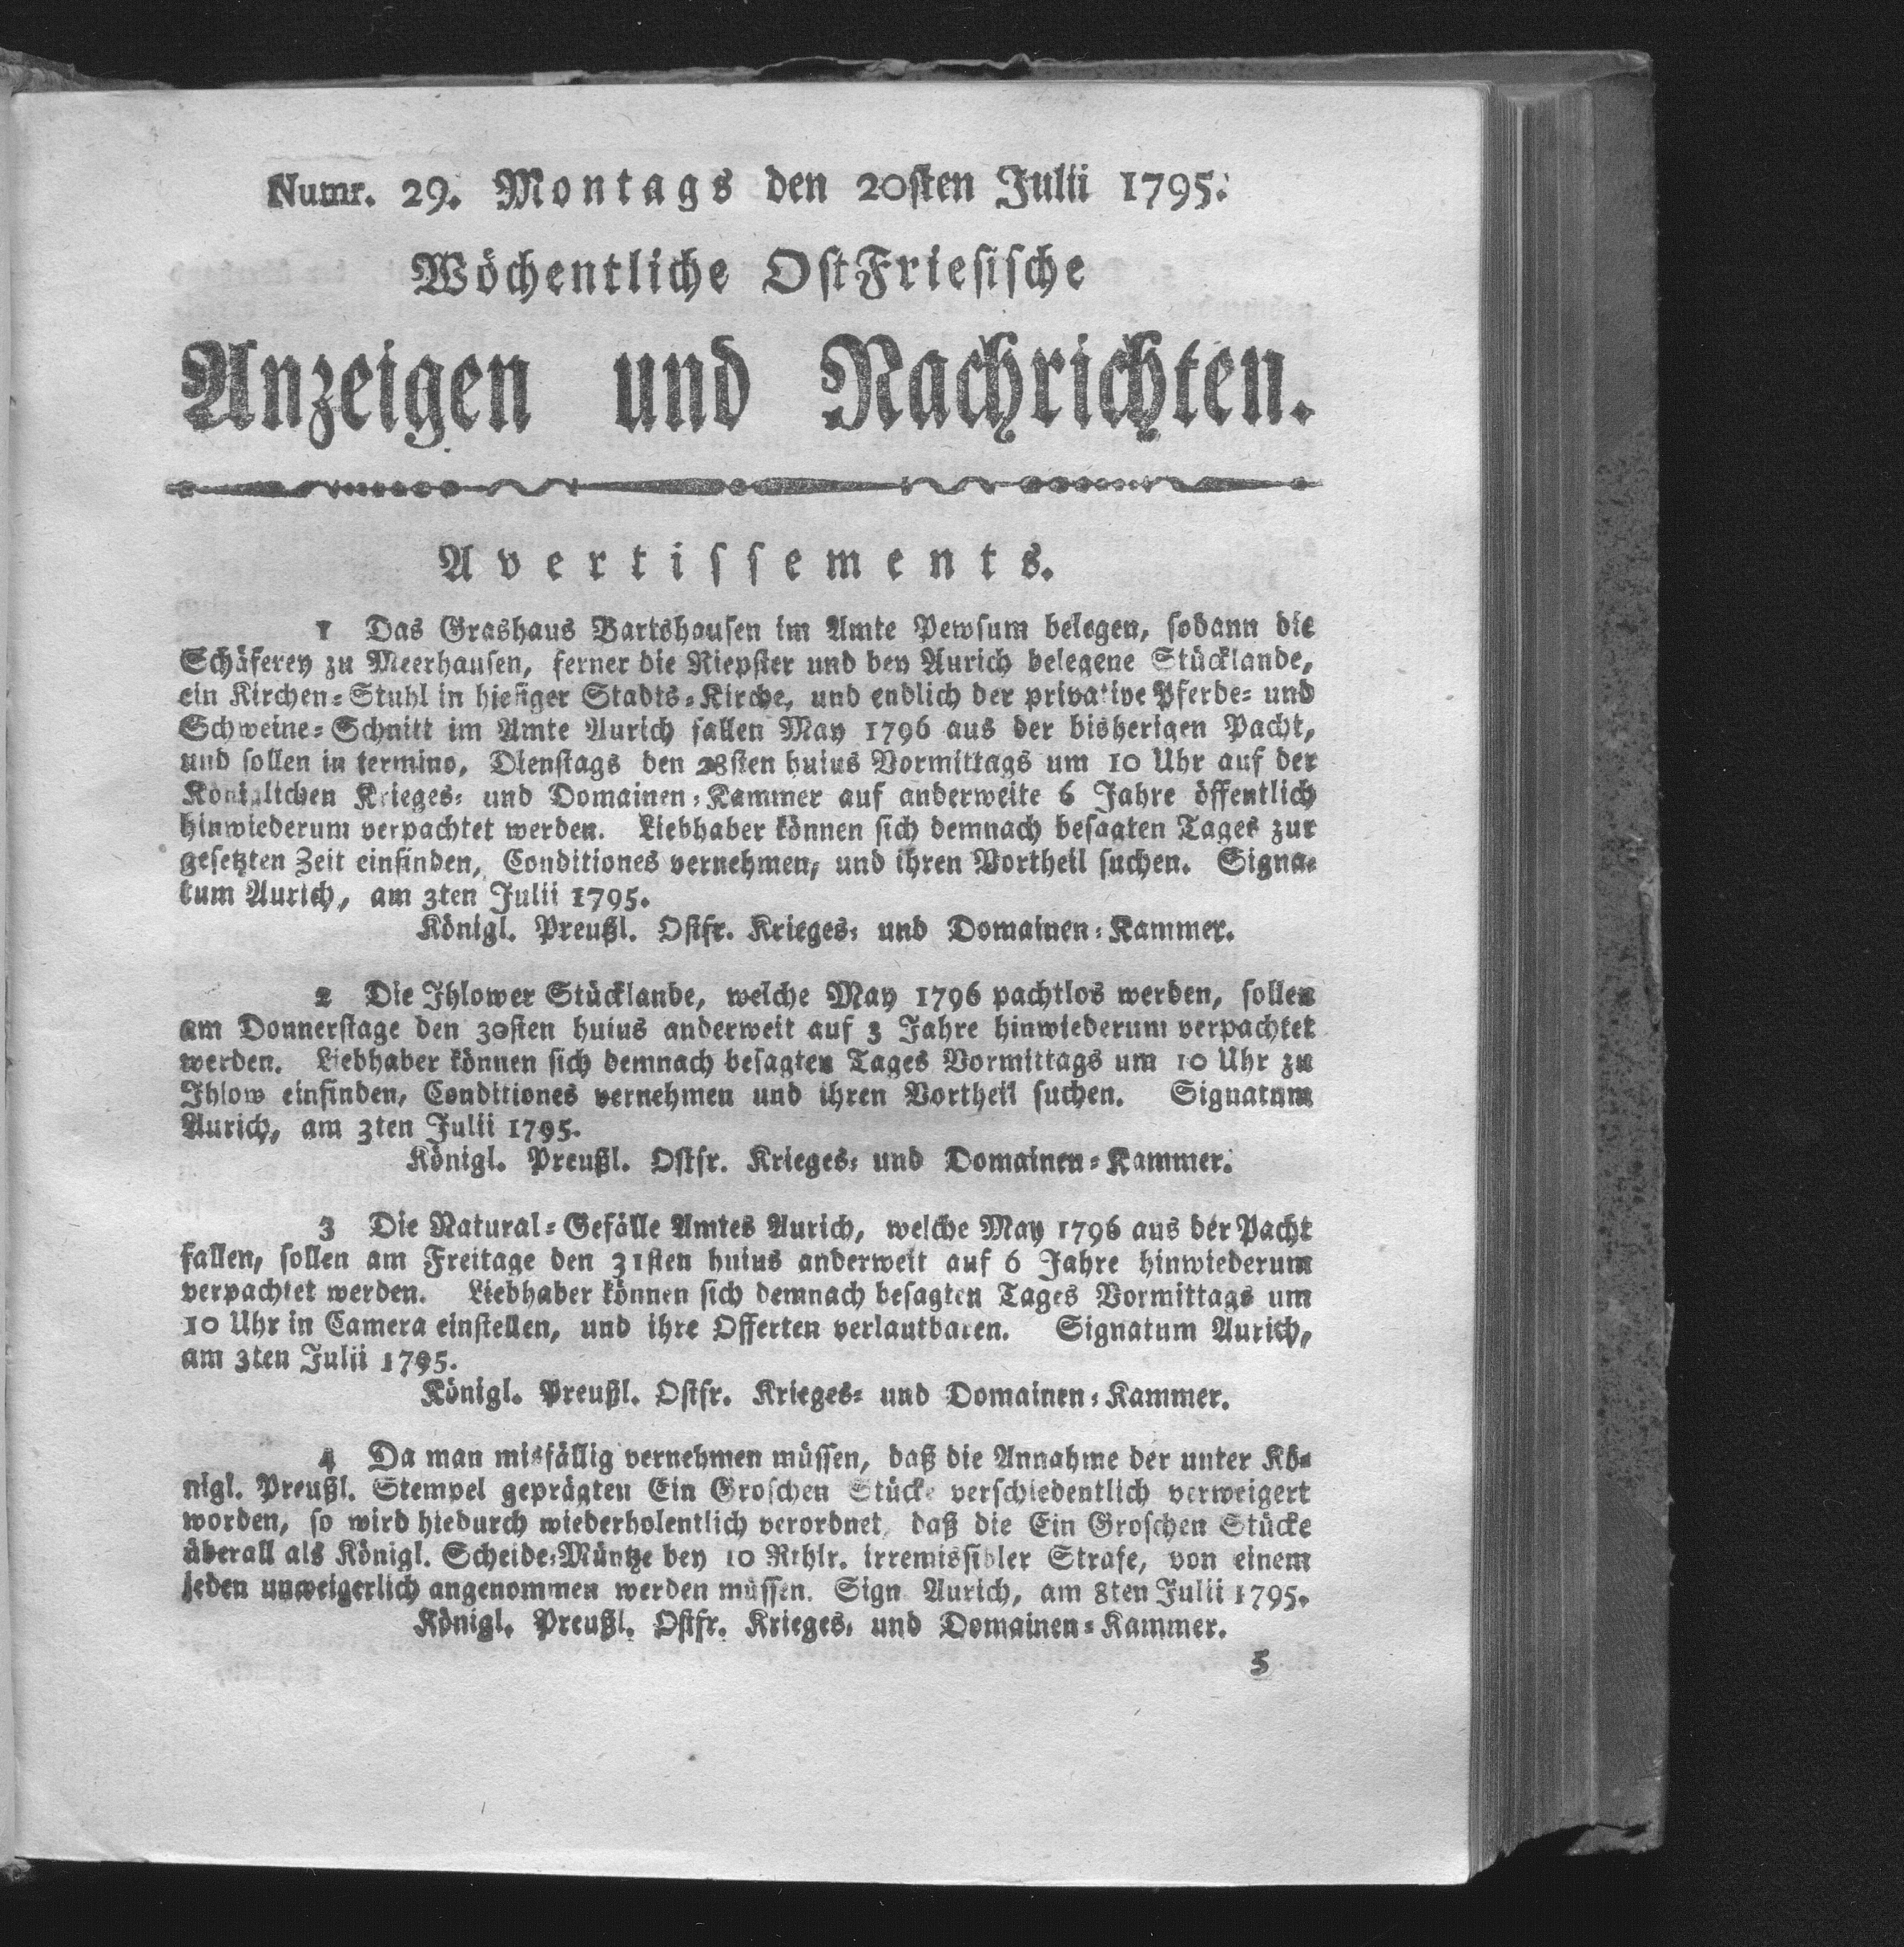 Numr. 29. Montags den 20sten Julii 1795.
Wöchentliche OstFriesische
Anzeigen und Nachrichten.
Avertissements.
1 Das Grashaus Bartshausen im Amte Pewsum belegen, sodann die
Schäferey zu Meerhausen, ferner die Riepster und bey Aurich belegene Stücklande,
ein Kirchen-Stuhl in hiesiger Stadts-Kirche, und endlich der privative Pferde- und
Schweine-Schnitt im Amte Aurich fallen May 1796 aus der bisherigen Pacht,
und sollen in termino, Dienstags den 28sten huius Vormittags um 10 Uhr auf der
Königlichen Krieges- und Domainen-Kammer auf anderweite 6 Jahre öffentlich
hinwiederum verpachtet werden. Liebhaber können sich demnach besagten Tages zur
gesetzten Zeit einfinden, Conditiones vernehmen, und ihren Vortheil suchen. Signa-
tum Aurich, am 3ten Julii 1795.
Königl. Preußl. Ostfr. Krieges- und Domainen-Kammer.
2 Die Ihlower Stücklande, welche May 1796 pachtlos werden, sollen
am Donnerstage den 30sten huius anderweit auf 3 Jahre hinwiederum verpachtet
werden. Liebhaber können sich demnach besagten Tages Vormittags um 10 Uhr zu
Ihlow einfinden, Conditiones vernehmen und ihren Vortheil suchen. Signatum
Aurich, am 3ten Julii 1795.
Königl. Preußl. Ostfr. Krieges- und Domainen-Kammer.
3 Die Natural-Gefälle Amtes Aurich, welche May 1796 aus der Pacht
fallen, sollen am Freitage den 31sten huius anderweit auf 6 Jahre hinwiederum
verpachtet werden. Liebhaber können sich demnach besagten Tages Vormittags um
10 Uhr in Camera einstellen, und ihre Offerten verlautbaren. Signatum Aurich,
am 3ten Julii 1795.
Königl. Preußl. Ostfr. Krieges- und Domainen-Kammer.
4 Da man misfällig vernehmen müssen, daß die Annahme der unter Kö-
nigl. Preußl. Stempel geprägten Ein Groschen Stücke verschiedentlich verweigert
worden, so wird hiedurch wiederholentlich verordnet, daß die Ein Groschen Stücke
überall als Königl. Scheide-Müntze bey 10 Rthlr. irremissibler Strafe, von einem
jeden unweigerlich angenommen werden müssen. Sign. Aurich, am 8ten Julii 1795.
Königl. Preußl. Ostfr. Krieges- und Domainen-Kammer.
5